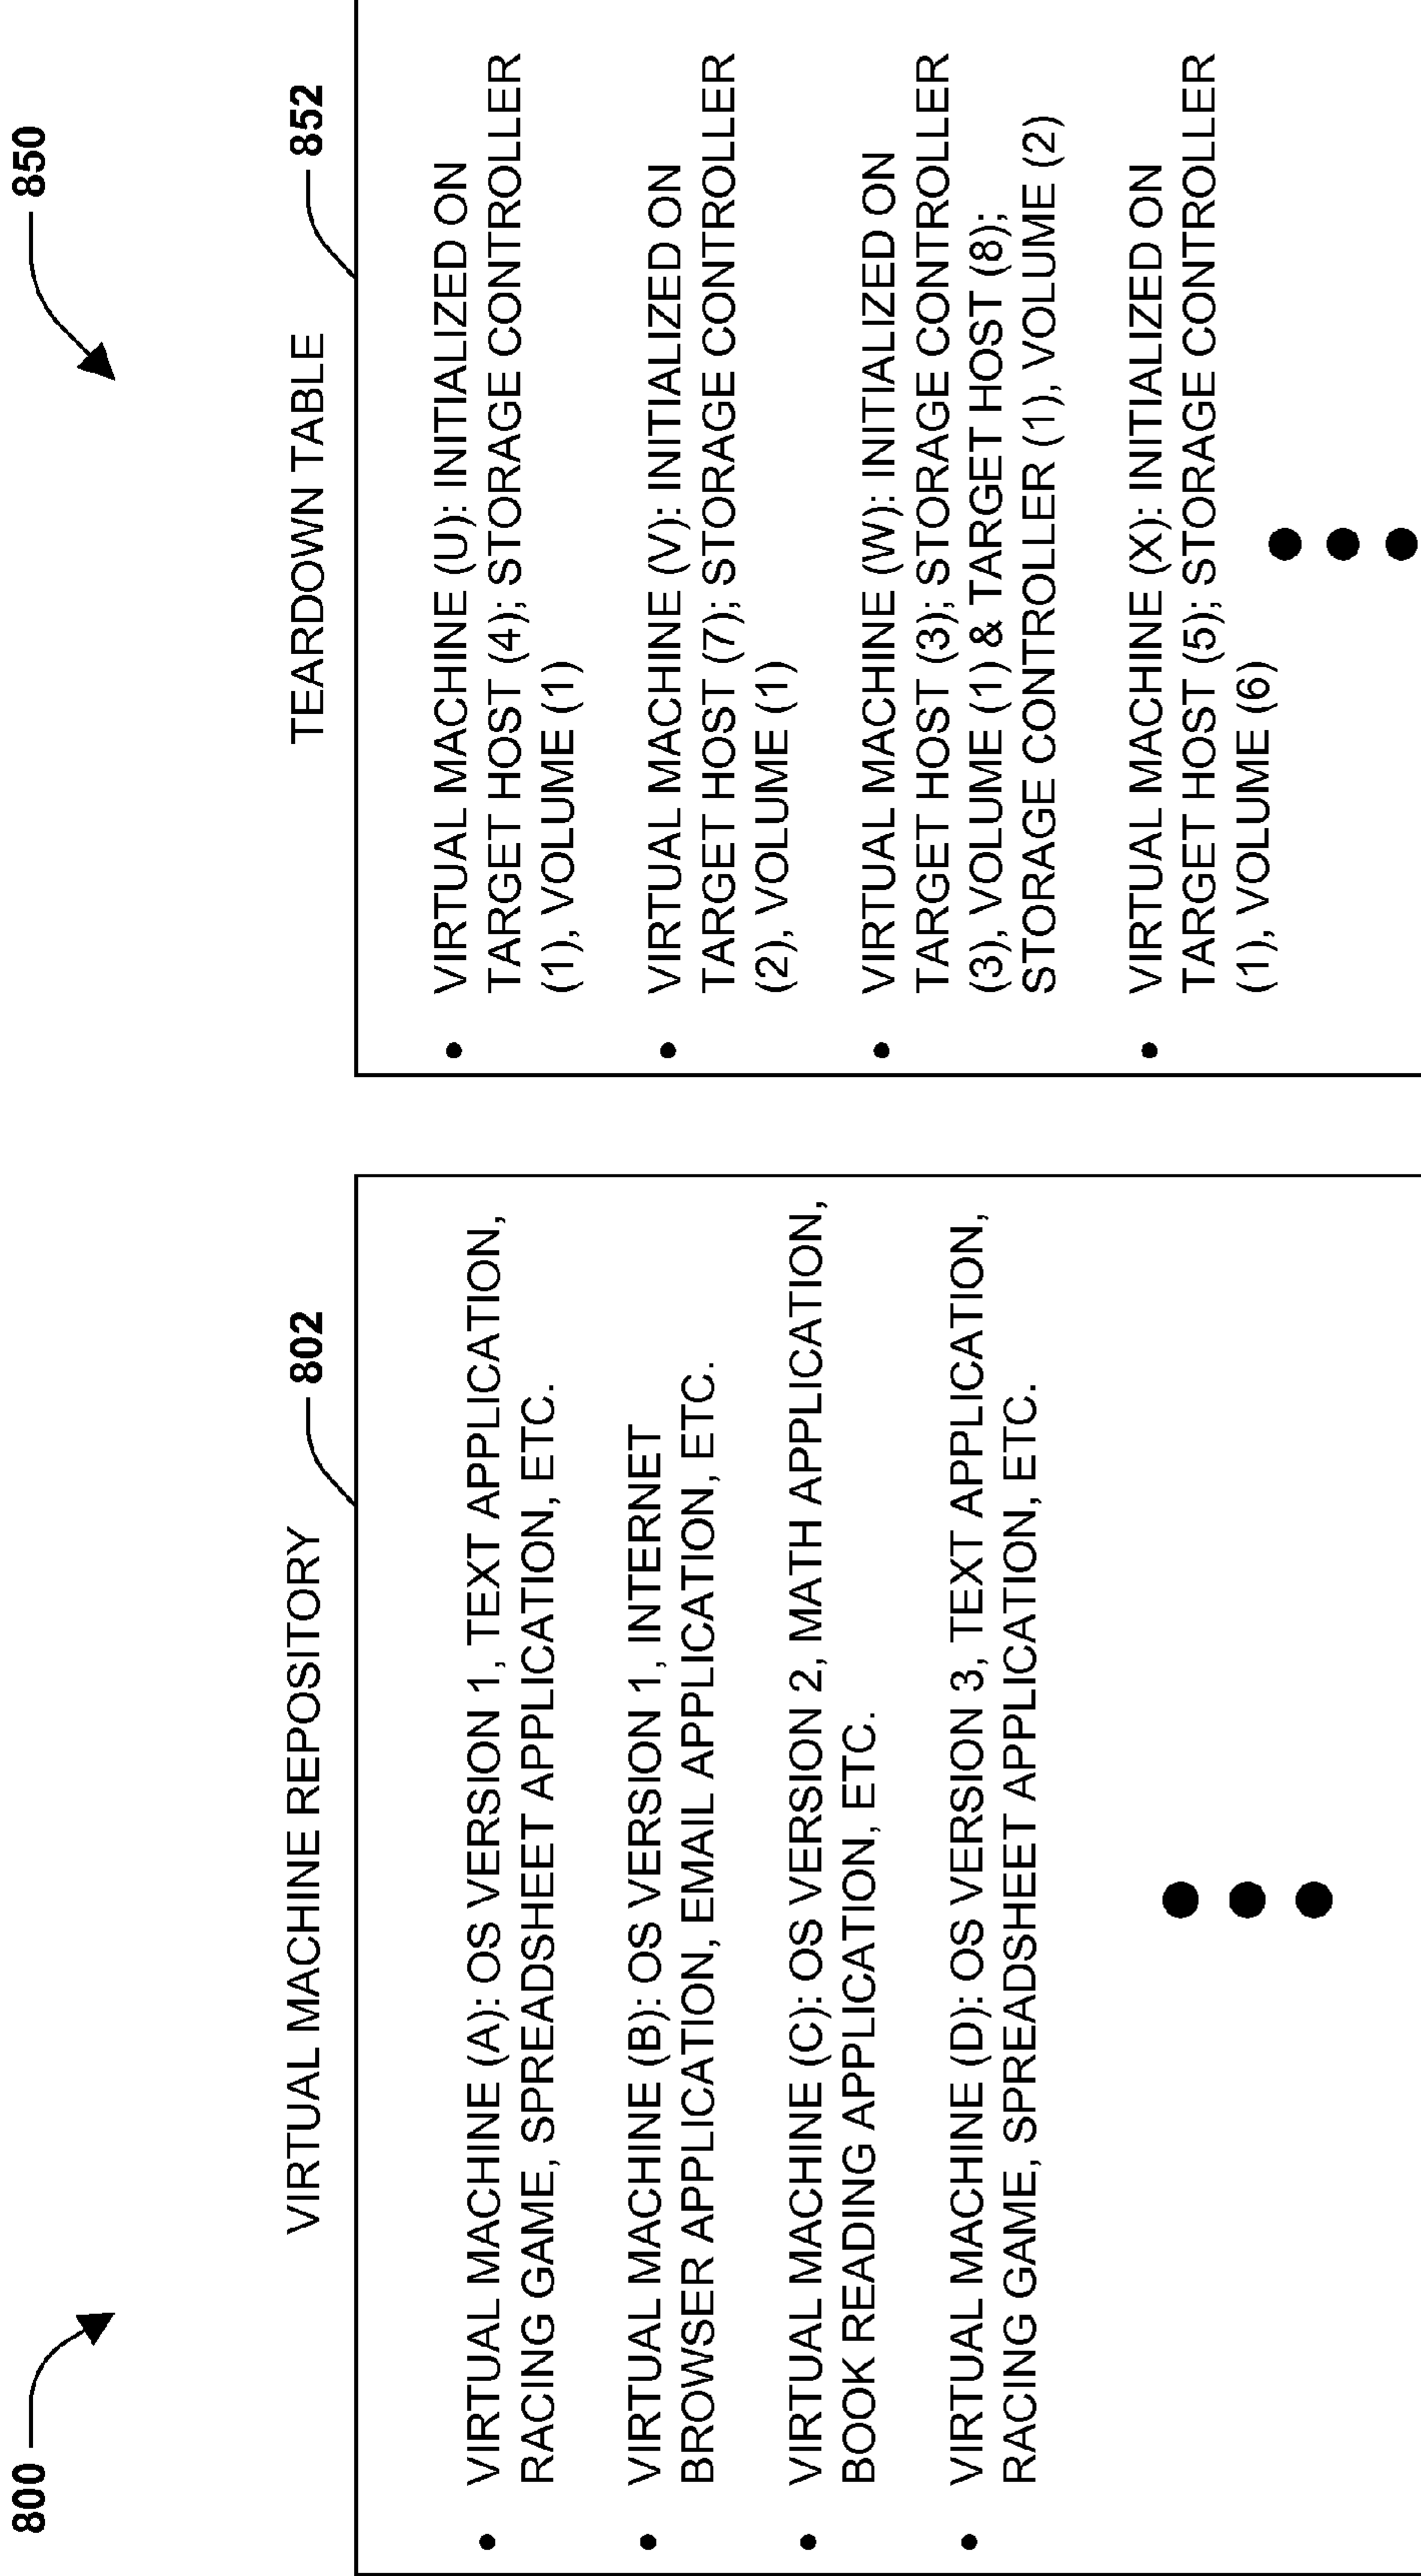 800
VIRTUAL MACHINE REPOSITORY
802
• VIRTUAL MACHINE (A): OS VERSION 1, TEXT APPLICATION,
RACING GAME, SPREADSHEET APPLICATION, ETC.
• VIRTUAL MACHINE (B): OS VERSION 1, INTERNET
BROWSER APPLICATION, EMAIL APPLICATION, ETC.
• VIRTUAL MACHINE (C): OS VERSION 2, MATH APPLICATION,
BOOK READING APPLICATION, ETC.
• VIRTUAL MACHINE (D): OS VERSION 3, TEXT APPLICATION,
RACING GAME, SPREADSHEET APPLICATION, ETC.
850
TEARDOWN TABLE
852
• VIRTUAL MACHINE (U): INITIALIZED ON
TARGET HOST (4); STORAGE CONTROLLER
(1), VOLUME (1)
• VIRTUAL MACHINE (V): INITIALIZED ON
TARGET HOST (7); STORAGE CONTROLLER
(2), VOLUME (1)
• VIRTUAL MACHINE (W): INITIALIZED ON
TARGET HOST (3); STORAGE CONTROLLER
(3), VOLUME (1) & TARGET HOST (8);
STORAGE CONTROLLER (1), VOLUME (2)
• VIRTUAL MACHINE (X): INITIALIZED ON
TARGET HOST (5); STORAGE CONTROLLER
(1), VOLUME (6)